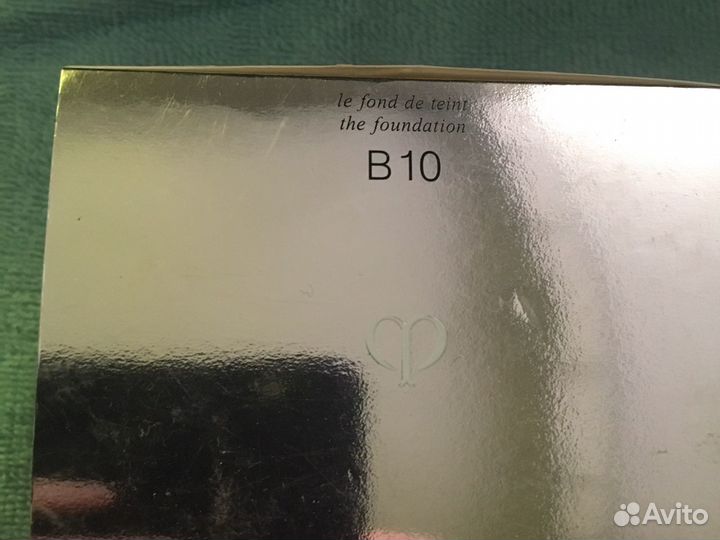 le fond de teint
the foundation
B10
Avito